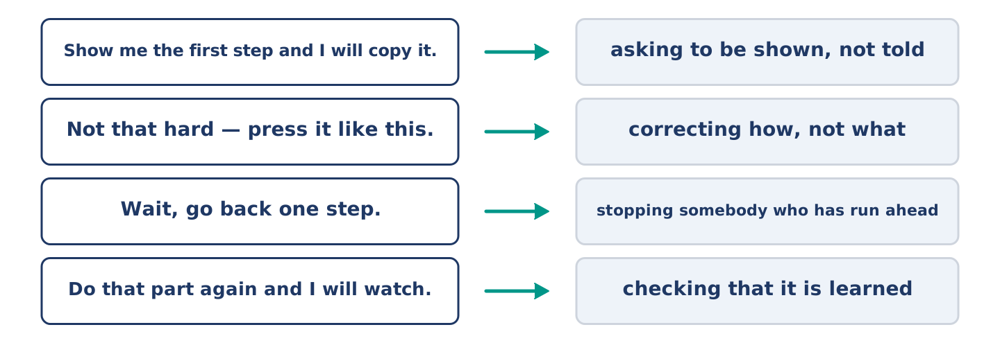 Show me the first step and I will copy it.
asking to be shown, not told
Not that hard — press it like this.
correcting how, not what
Wait, go back one step.
stopping somebody who has run ahead
Do that part again and I will watch.
checking that it is learned